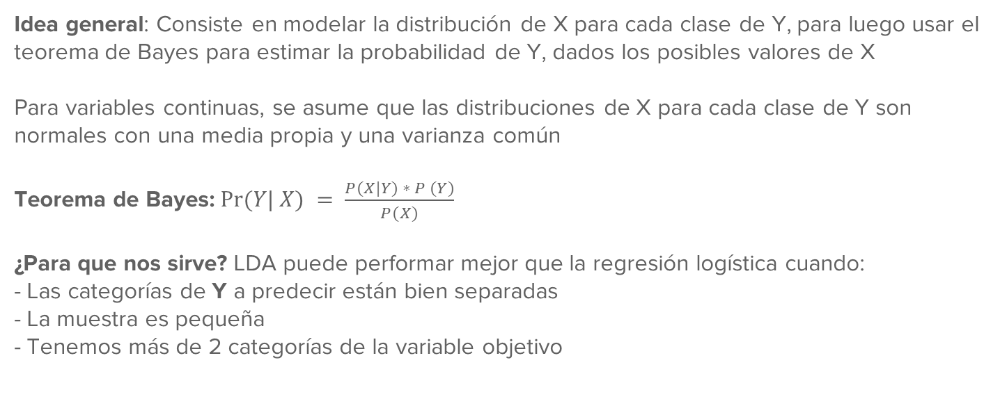 Idea general: Consiste en modelar la distribución de X para cada clase de Y, para luego usar el
teorema de Bayes para estimar la probabilidad de Y, dados los posibles valores de X
Para variables continuas, se asume que las distribuciones de X para cada clase de Y son
normales con una media propia y una varianza común
Teorema de Bayes: Pr(Y| X) = P(X|Y) * P (Y) / P(X)
¿Para que nos sirve? LDA puede performar mejor que la regresión logística cuando:
- Las categorías de Y a predecir están bien separadas
- La muestra es pequeña
- Tenemos más de 2 categorías de la variable objetivo